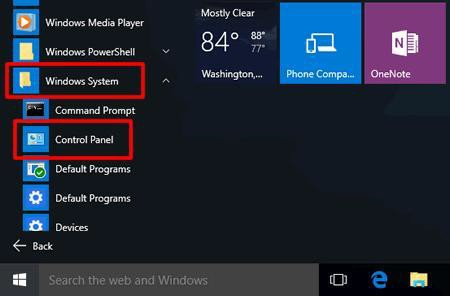 Windows Media Player
Windows PowerShell
Windows System
Command Prompt
Control Panel
Default Programs
Default Programs
Devices
Back
Mostly Clear
84° 88°
77°
Washington,...
Phone Compa...
OneNote
Search the web and Windows